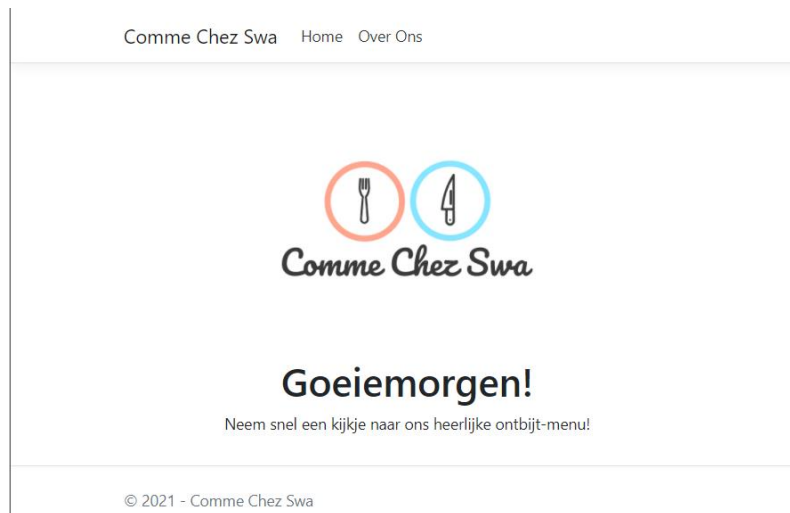 Comme Chez Swa Home Over Ons
Comme Chez Swa
Goeiemorgen!
Neem snel een kijkje naar ons heerlijke ontbijt-menu!
© 2021 - Comme Chez Swa